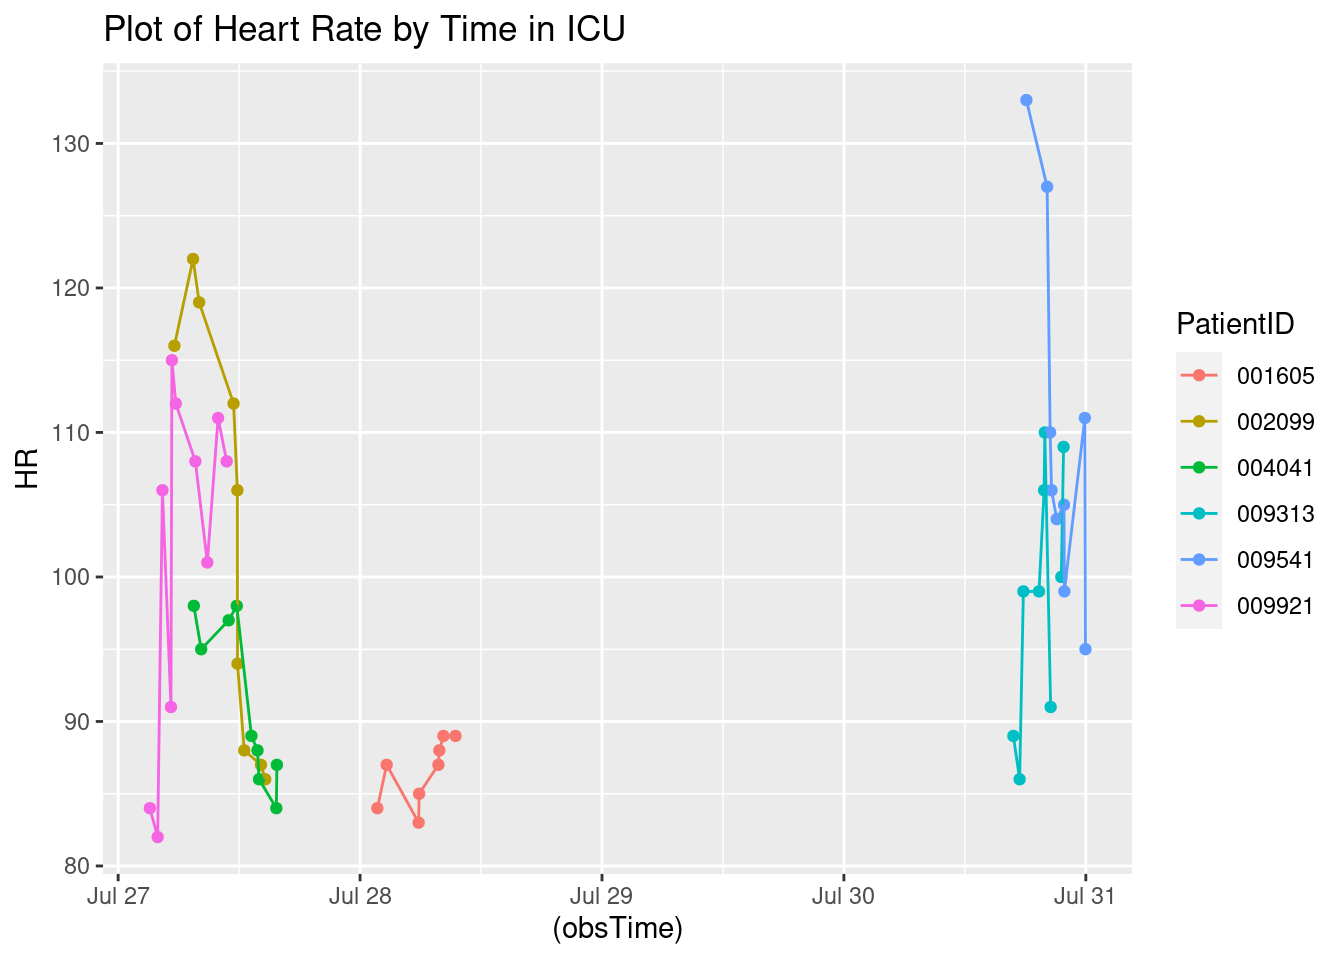 Plot of Heart Rate by Time in ICU
HR
130
120
110
100
90
80
Jul 27
Jul 28
Jul 29
Jul 30
Jul 31
(obsTime)
PatientID
001605
002099
004041
009313
009541
009921